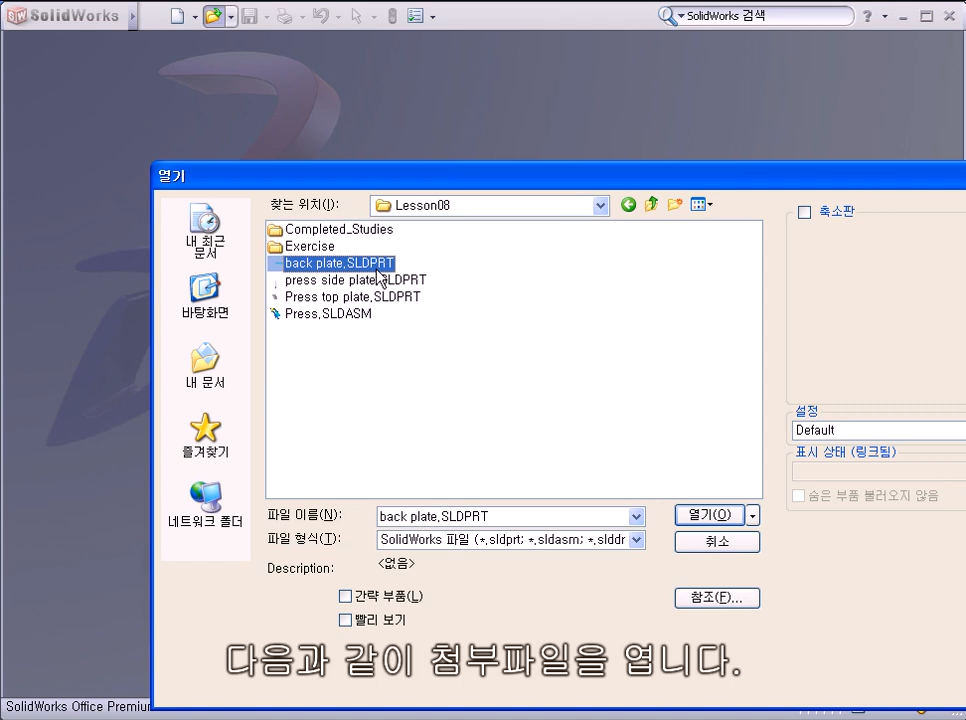 SolidWorks
SolidWorks 검색
?
열기
찾는 위치(I):
Lesson08
축소판
Completed_Studies
Exercise
back plate.SLDPRT
press side plate.SLDPRT
Press top plate.SLDPRT
Press.SLDASM
내 최근
문서
바탕화면
내 문서
즐겨찾기
네트워크 폴더
설정
Default
표시 상태 (링크됨)
숨은 부품 불러오지 않음
파일 이름(N):
back plate.SLDPRT
열기(O)
파일 형식(T):
SolidWorks 파일 (*.sldprt; *.sldasm; *.slddr
취소
Description:
<없음>
간략 부품(L)
참조(F)...
빨리 보기
다음과 같이 첨부파일을 엽니다.
SolidWorks Office Premium